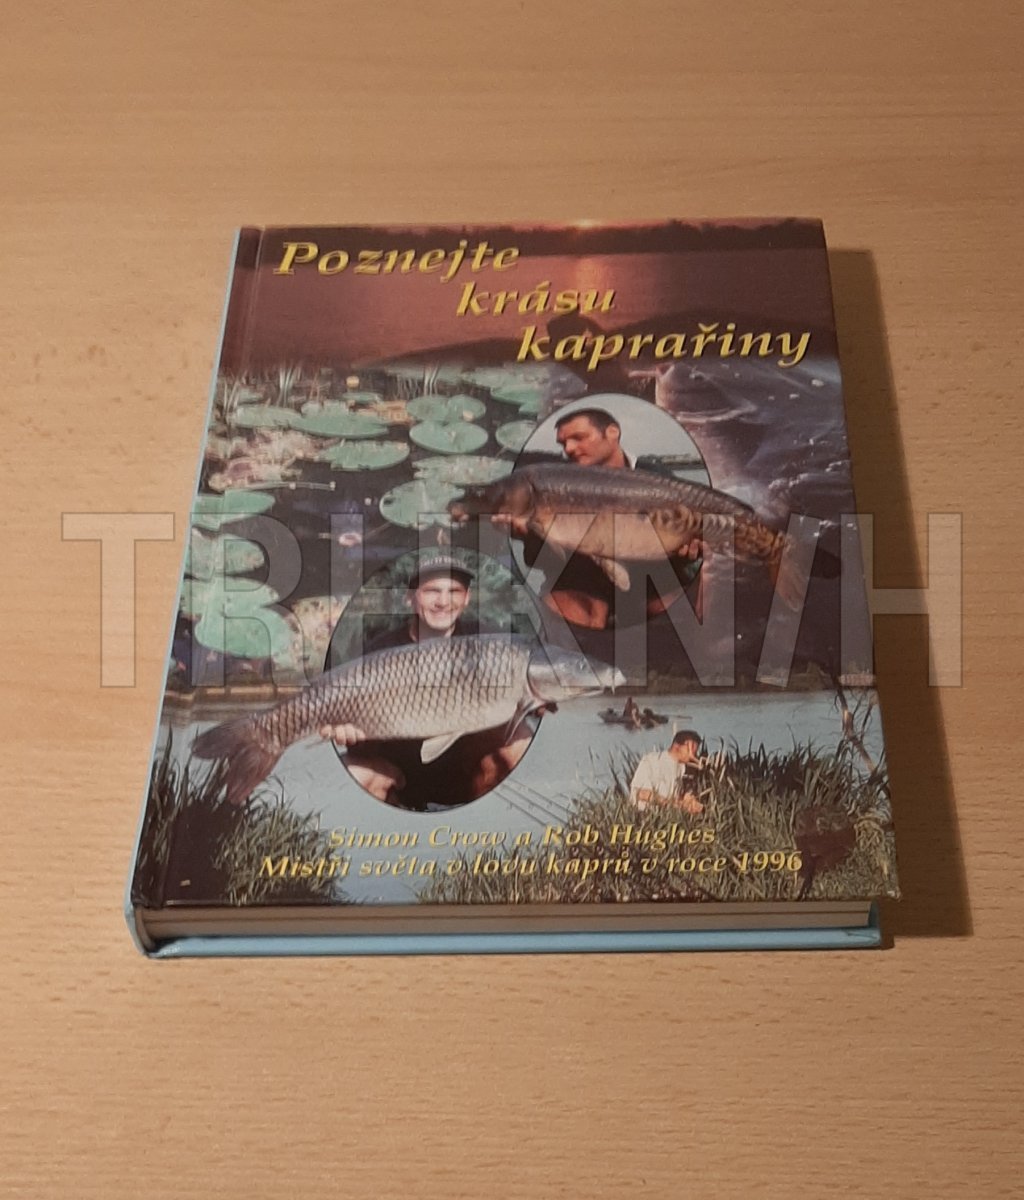 Poznejte
krásu
kaprařiny
TRHKNIH
Simon Crow a Rob Hughes
Mistři světa v lovu kaprů v roce 1996